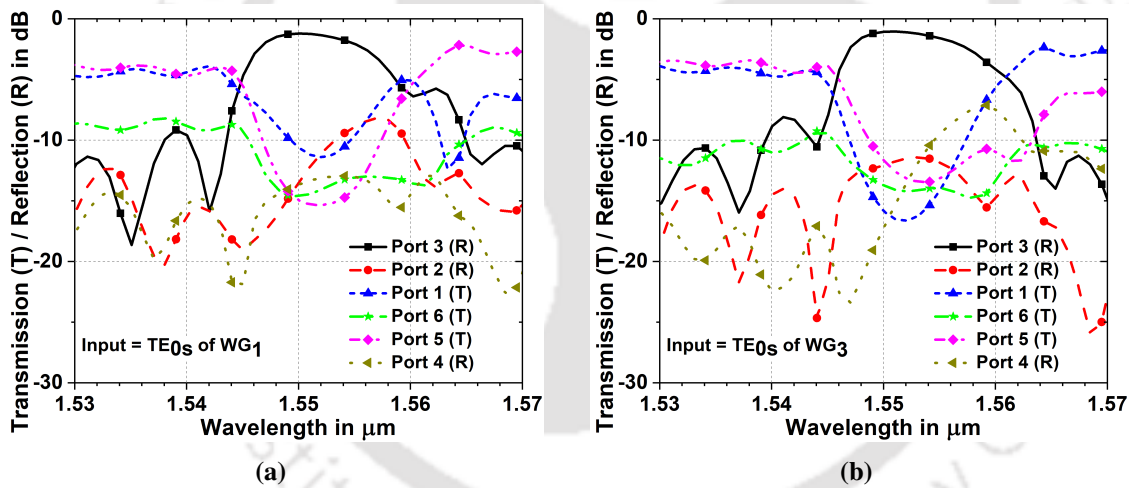 (a)
Transmission (T) / Reflection (R) in dB
0
-10
-20
-30
Port 3 (R)
Port 2 (R)
Port 1 (T)
Port 6 (T)
Port 5 (T)
Port 4 (R)
Input = TE0s of WG1
1.53 1.54 1.55 1.56 1.57
Wavelength in μm
(a)
(b)
Transmission (T) / Reflection (R) in dB
0
-10
-20
-30
Port 3 (R)
Port 2 (R)
Port 1 (T)
Port 6 (T)
Port 5 (T)
Port 4 (R)
Input = TE0s of WG3
1.53 1.54 1.55 1.56 1.57
Wavelength in μm
(b)